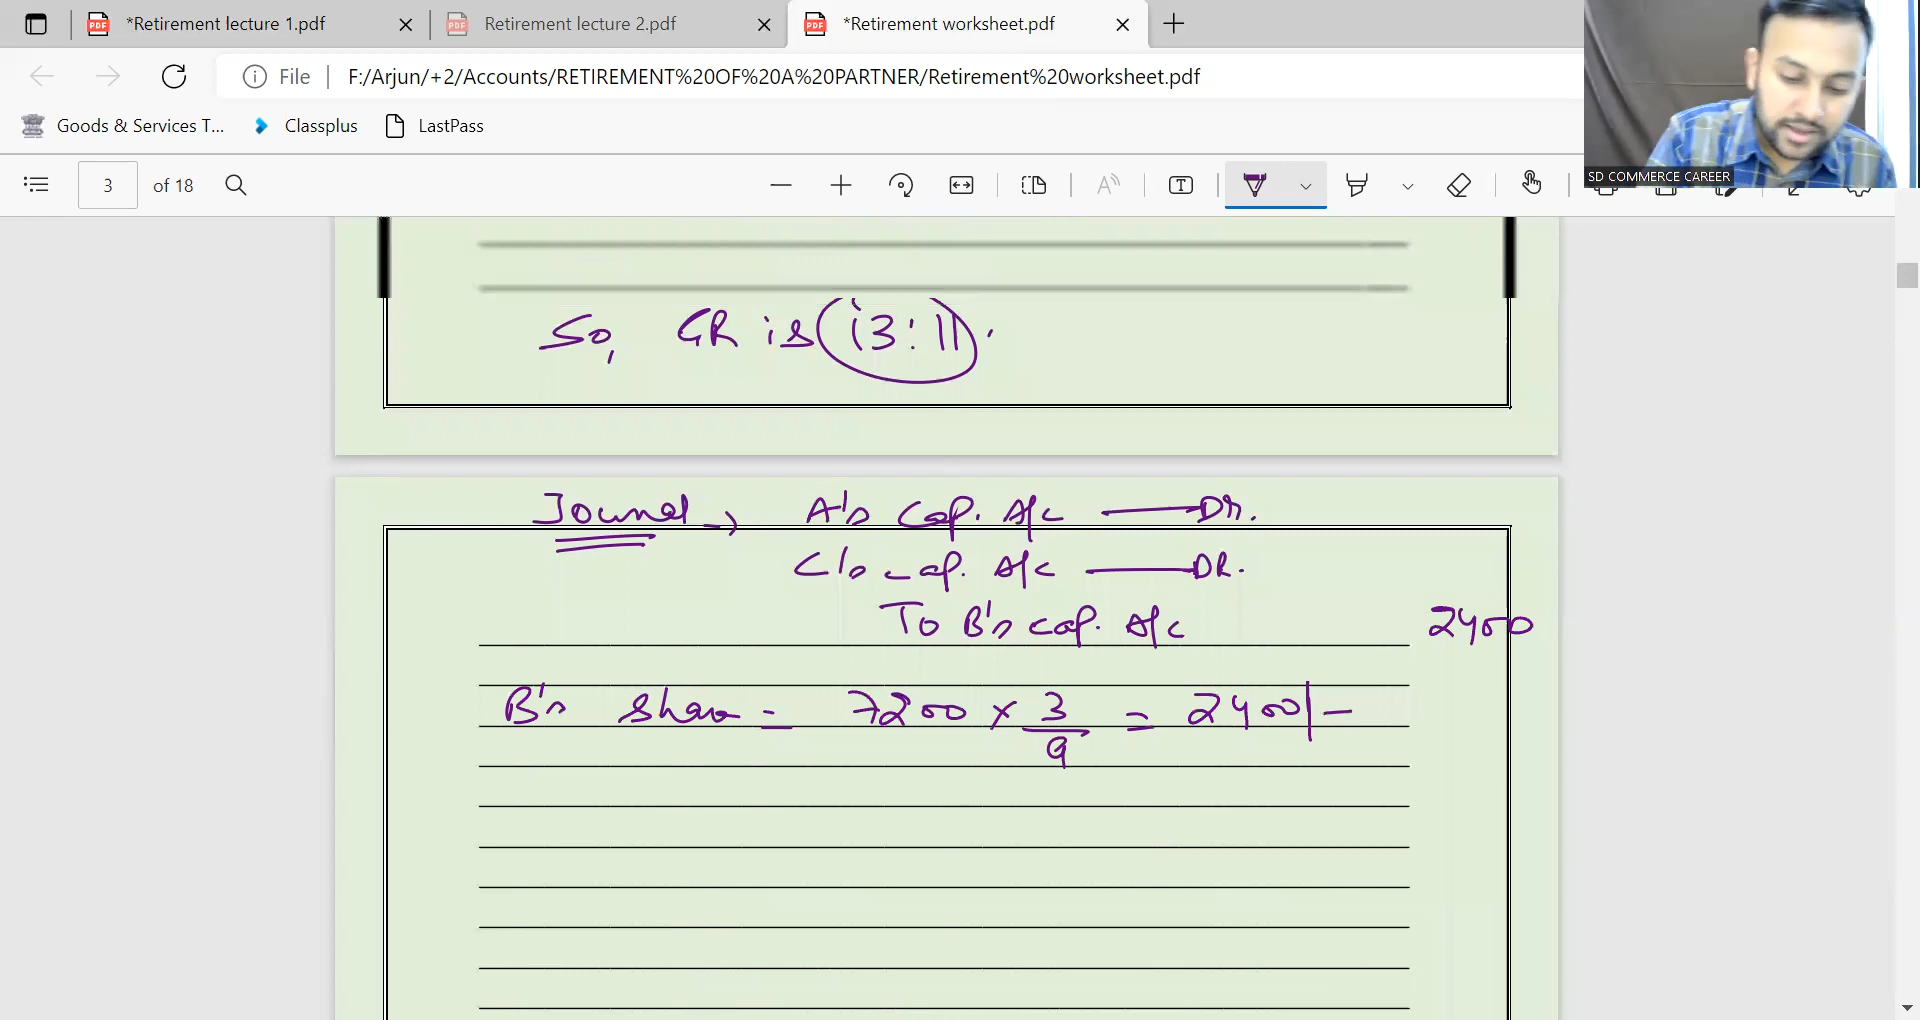 *Retirement lecture 1.pdf
Retirement lecture 2.pdf
*Retirement worksheet.pdf
File
F:/Arjun/+2/Accounts/RETIREMENT%20OF%20A%20PARTNER/Retirement%20worksheet.pdf
Goods & Services T...
Classplus
LastPass
SD COMMERCE CAREER
3 of 18
So, GR is (13:11).
Journal → A's Cap. A/c — Dr.
C's cap. A/c — DR.
To B's cap. A/c 2400
B's share = 7200 × 3/9 = 2400/-